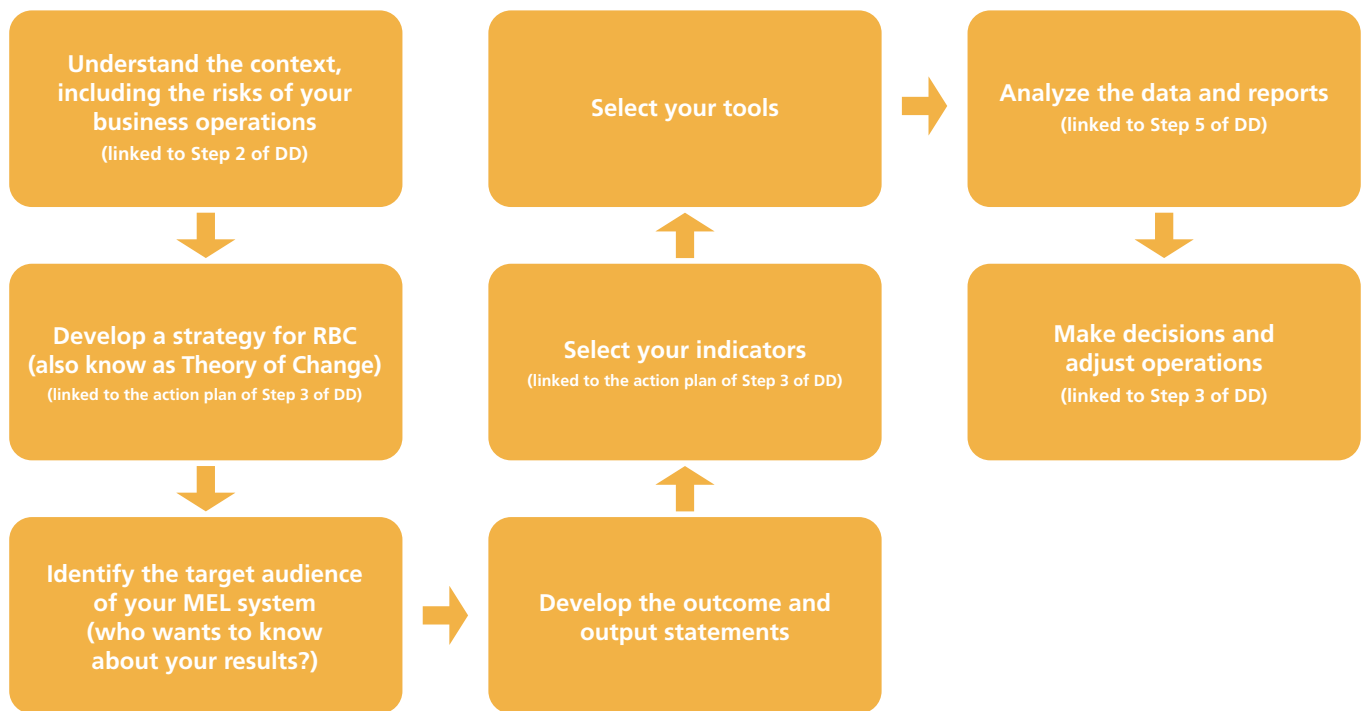 Understand the context,
including the risks of your
business operations
(linked to Step 2 of DD)
Develop a strategy for RBC
(also know as Theory of Change)
(linked to the action plan of Step 3 of DD)
Identify the target audience
of your MEL system
(who wants to know
about your results?)
Develop the outcome and
output statements
Select your indicators
(linked to the action plan of Step 3 of DD)
Select your tools
Analyze the data and reports
(linked to Step 5 of DD)
Make decisions and
adjust operations
(linked to Step 3 of DD)